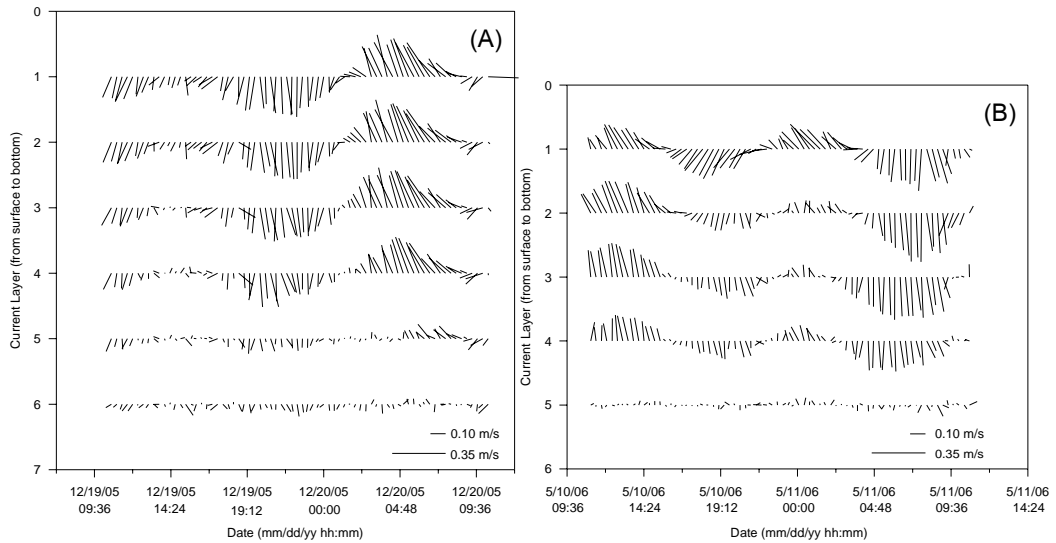 0
1
2
3
4
5
6
7
Current Layer (from surface to bottom)
(A)
0.10 m/s
0.35 m/s
12/19/05 12/19/05 12/19/05 12/20/05 12/20/05 12/20/05
09:36 14:24 19:12 00:00 04:48 09:36
Date (mm/dd/yy hh:mm)
0
1
2
3
4
5
6
Current Layer (from surface to bottom)
(B)
0.10 m/s
0.35 m/s
5/10/06 5/10/06 5/10/06 5/11/06 5/11/06 5/11/06 5/11/06
09:36 14:24 19:12 00:00 04:48 09:36 14:24
Date (mm/dd/yy hh:mm)